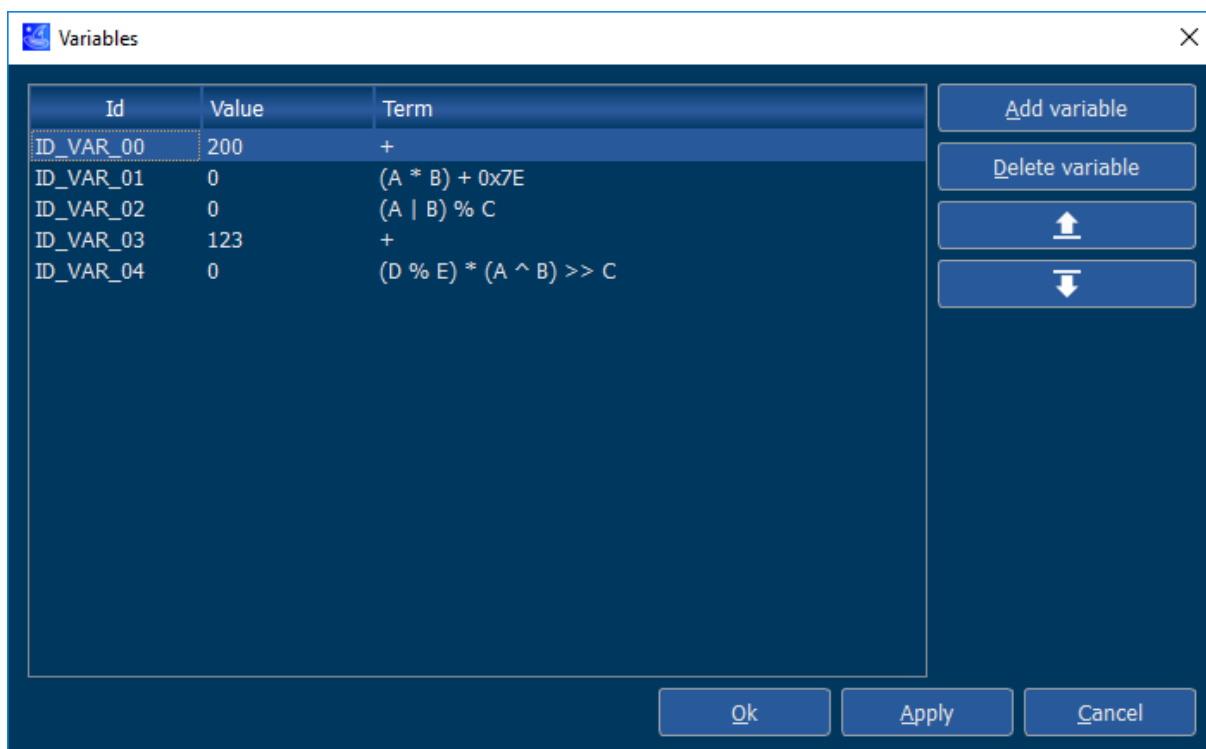 Variables
Id Value Term
ID_VAR_00 200 +
ID_VAR_01 0 (A * B) + 0x7E
ID_VAR_02 0 (A | B) % C
ID_VAR_03 123 +
ID_VAR_04 0 (D % E) * (A ^ B) >> C
Add variable
Delete variable
Ok Apply Cancel